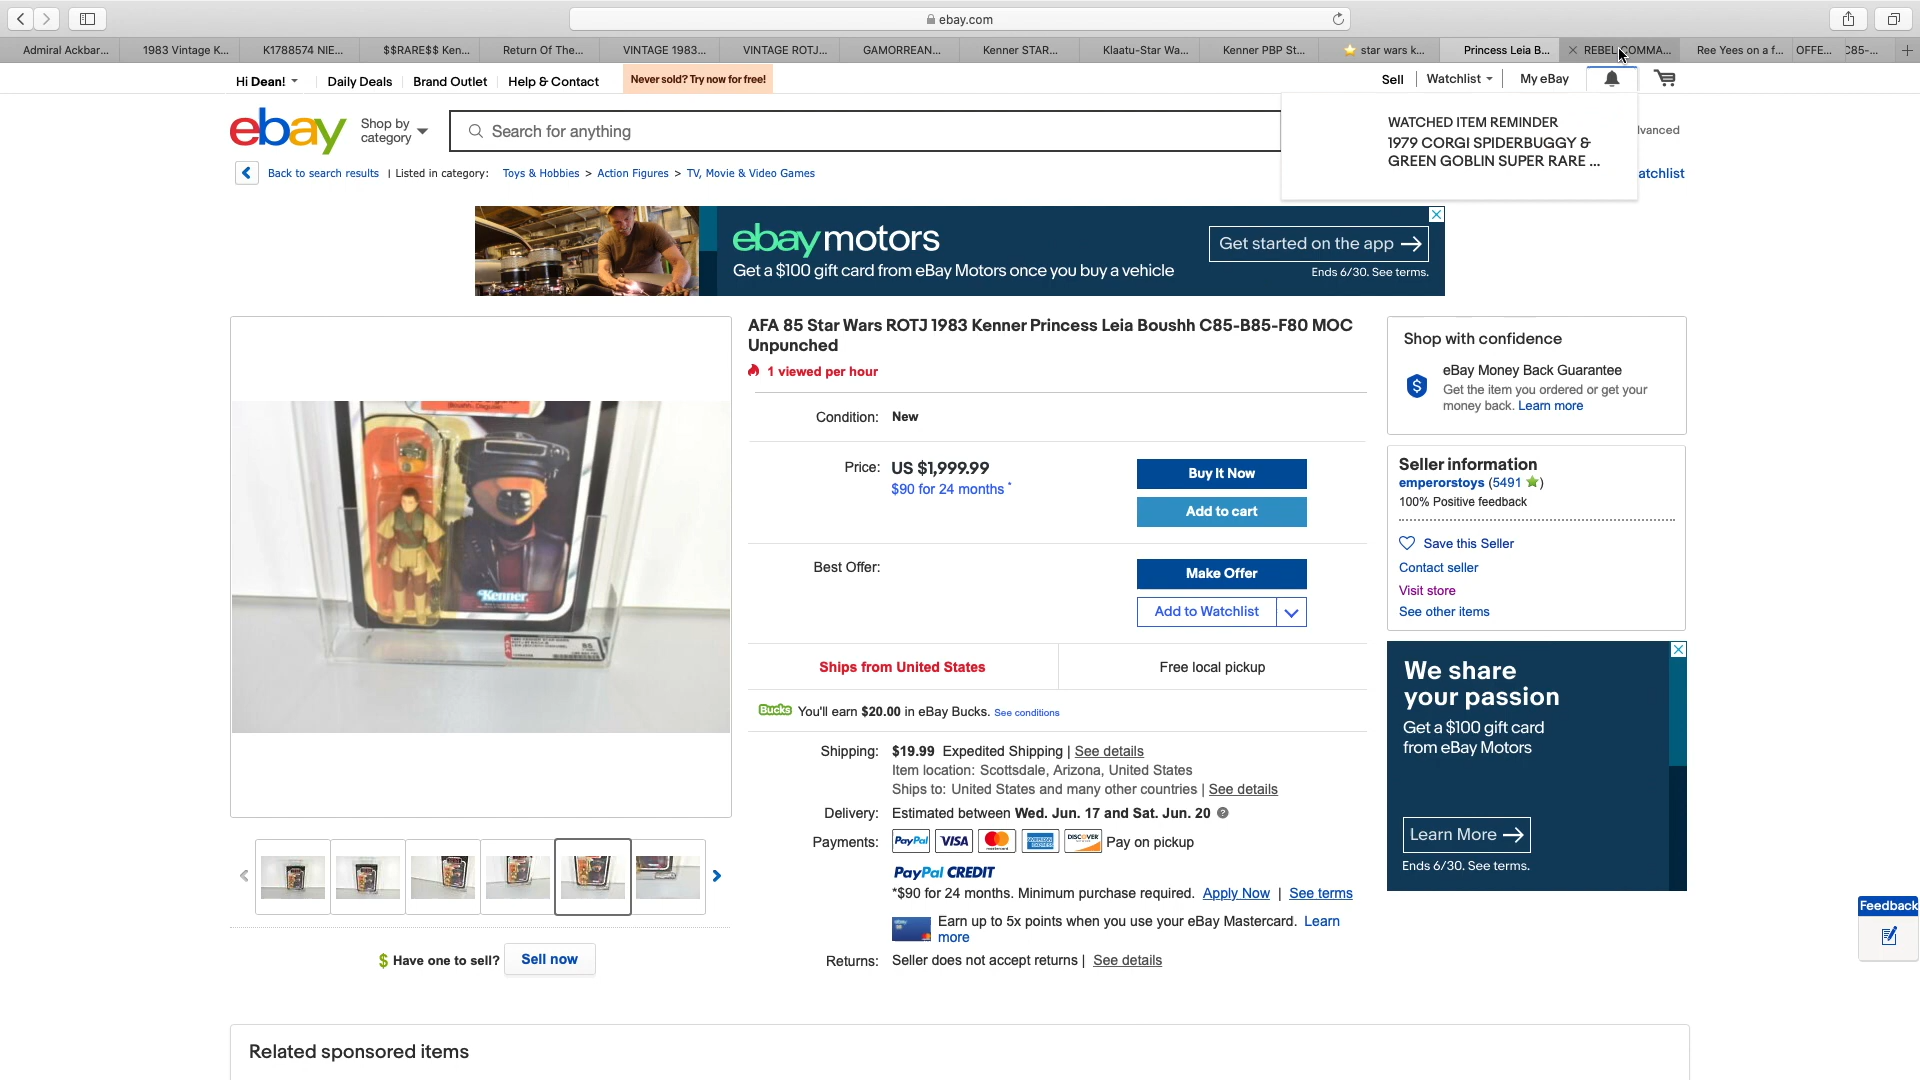 ebay.com
Admiral Ackbar...
1983 Vintage K...
K1788574 NIE...
$$RARE$$ Ken...
Return Of The...
VINTAGE 1983...
VINTAGE ROTJ...
GAMORREAN...
Kenner STAR...
Klaatu-Star Wa...
Kenner PBP St...
star wars k...
Princess Leia B...
REBEL COMMA...
Ree Yees on a f...
OFFE...
Hi Dean!
Daily Deals
Brand Outlet
Help & Contact
Never sold? Try now for free!
Sell
Watchlist
My eBay
ebay
Shop by
category
Search for anything
WATCHED ITEM REMINDER
1979 CORGI SPIDERBUGGY &
GREEN GOBLIN SUPER RARE ...
Back to search results | Listed in category: Toys & Hobbies > Action Figures > TV, Movie & Video Games
ebay motors
Get a $100 gift card from eBay Motors once you buy a vehicle
Get started on the app →
Ends 6/30. See terms.
AFA 85 Star Wars ROTJ 1983 Kenner Princess Leia Boushh C85-B85-F80 MOC
Unpunched
1 viewed per hour
Condition: New
Price: US $1,999.99
$90 for 24 months *
Buy It Now
Add to cart
Best Offer:
Make Offer
Add to Watchlist
Ships from United States
Free local pickup
Bucks You'll earn $20.00 in eBay Bucks. See conditions
Shipping: $19.99 Expedited Shipping | See details
Item location: Scottsdale, Arizona, United States
Ships to: United States and many other countries | See details
Delivery: Estimated between Wed. Jun. 17 and Sat. Jun. 20
Payments: PayPal VISA mastercard DISCOVER Pay on pickup
PayPal CREDIT
*$90 for 24 months. Minimum purchase required. Apply Now | See terms
Earn up to 5x points when you use your eBay Mastercard. Learn
more
Returns: Seller does not accept returns | See details
Kenner
85
Have one to sell?
Sell now
Shop with confidence
eBay Money Back Guarantee
Get the item you ordered or get your
money back. Learn more
Seller information
emperorstoys (5491)
100% Positive feedback
Save this Seller
Contact seller
Visit store
See other items
We share
your passion
Get a $100 gift card
from eBay Motors
Learn More →
Ends 6/30. See terms.
Feedback
Related sponsored items